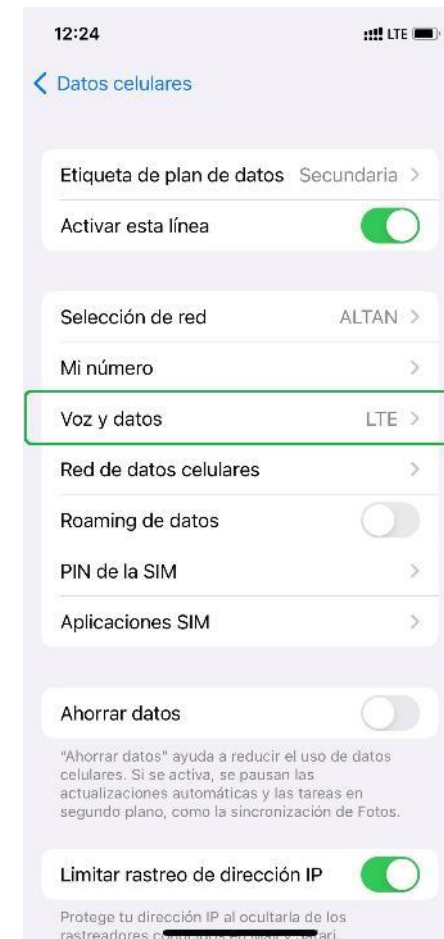 12:24 LTE
Datos celulares
Etiqueta de plan de datos Secundaria
Activar esta línea
Selección de red ALTAN
Mi número
Voz y datos LTE
Red de datos celulares
Roaming de datos
PIN de la SIM
Aplicaciones SIM
Ahorrar datos
"Ahorrar datos" ayuda a reducir el uso de datos
celulares. Si se activa, se pausan las
actualizaciones automáticas y las tareas en
segundo plano, como la sincronización de Fotos.
Limitar rastreo de dirección IP
Protege tu dirección IP al ocultarla de los
rastreadores en Mail y Safari.